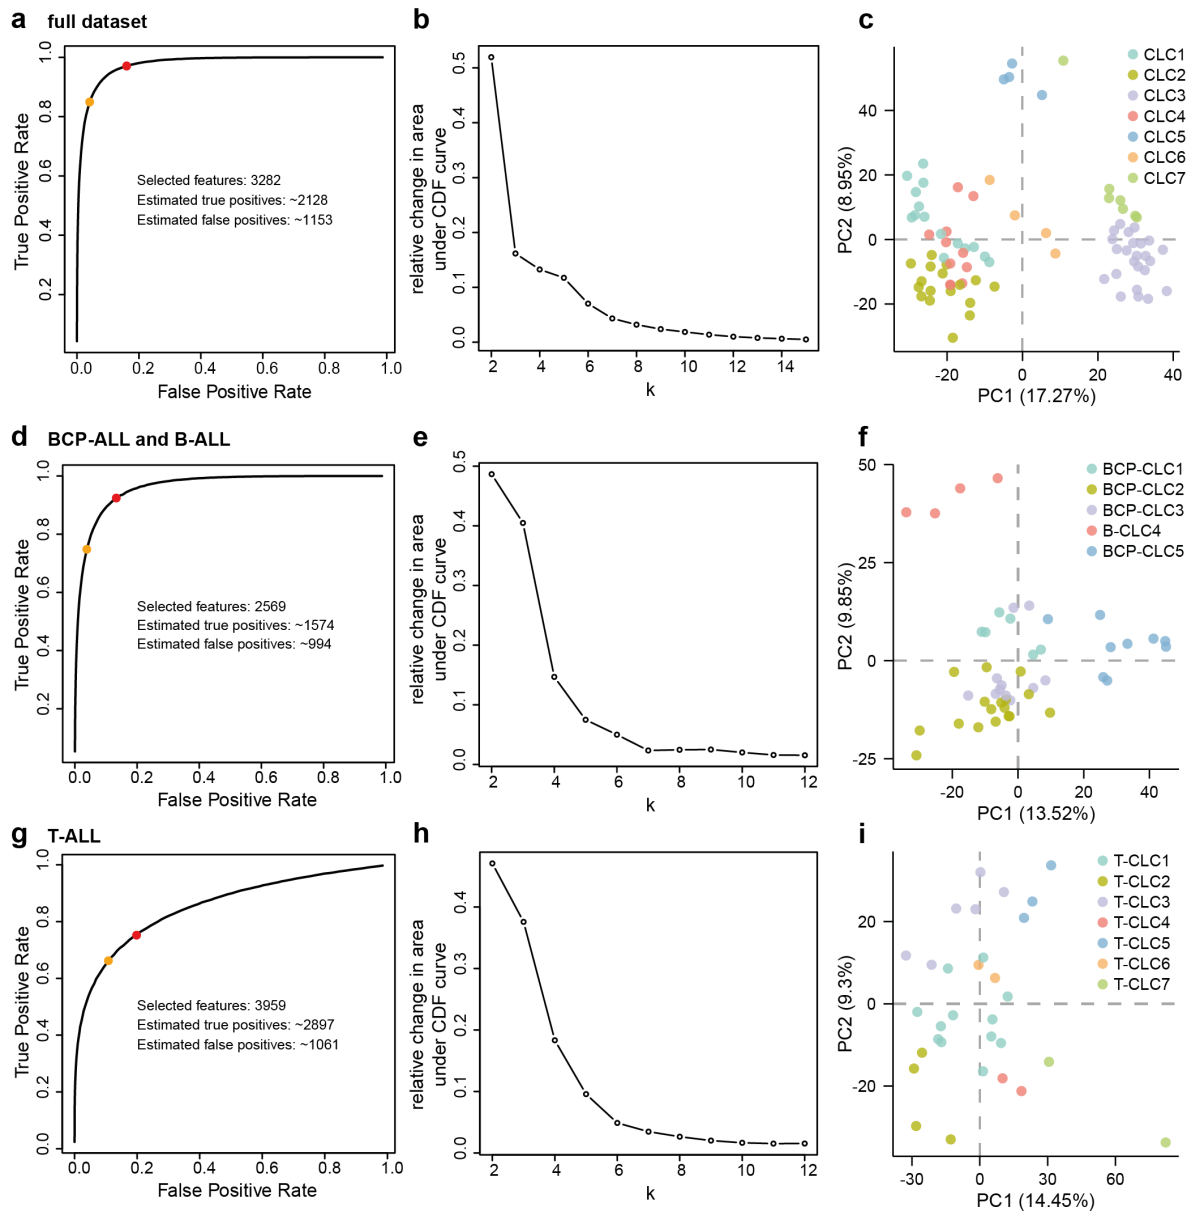 a full dataset
True Positive Rate
1.0
0.8
0.6
0.4
0.2
Selected features: 3282
Estimated true positives: ~2128
Estimated false positives: ~1153
0.0 0.2 0.4 0.6 0.8 1.0
False Positive Rate
b
relative change in area
under CDF curve
0.5
0.4
0.3
0.2
0.1
0.0
2 4 6 8 10 12 14
k
c
PC2 (8.95%)
40
20
0
-20
CLC1
CLC2
CLC3
CLC4
CLC5
CLC6
CLC7
-20 0 20 40
PC1 (17.27%)
d BCP-ALL and B-ALL
True Positive Rate
1.0
0.8
0.6
0.4
0.2
Selected features: 2569
Estimated true positives: ~1574
Estimated false positives: ~994
0.0 0.2 0.4 0.6 0.8 1.0
False Positive Rate
e
relative change in area
under CDF curve
0.5
0.4
0.3
0.2
0.1
0.0
2 4 6 8 10 12
k
f
PC2 (9.85%)
50
25
0
-25
BCP-CLC1
BCP-CLC2
BCP-CLC3
B-CLC4
BCP-CLC5
-20 0 20 40
PC1 (13.52%)
g T-ALL
True Positive Rate
1.0
0.8
0.6
0.4
0.2
0.0
Selected features: 3959
Estimated true positives: ~2897
Estimated false positives: ~1061
0.0 0.2 0.4 0.6 0.8 1.0
False Positive Rate
h
relative change in area
under CDF curve
0.4
0.3
0.2
0.1
0.0
2 4 6 8 10 12
k
i
PC2 (9.3%)
20
0
-20
T-CLC1
T-CLC2
T-CLC3
T-CLC4
T-CLC5
T-CLC6
T-CLC7
-30 0 30 60
PC1 (14.45%)